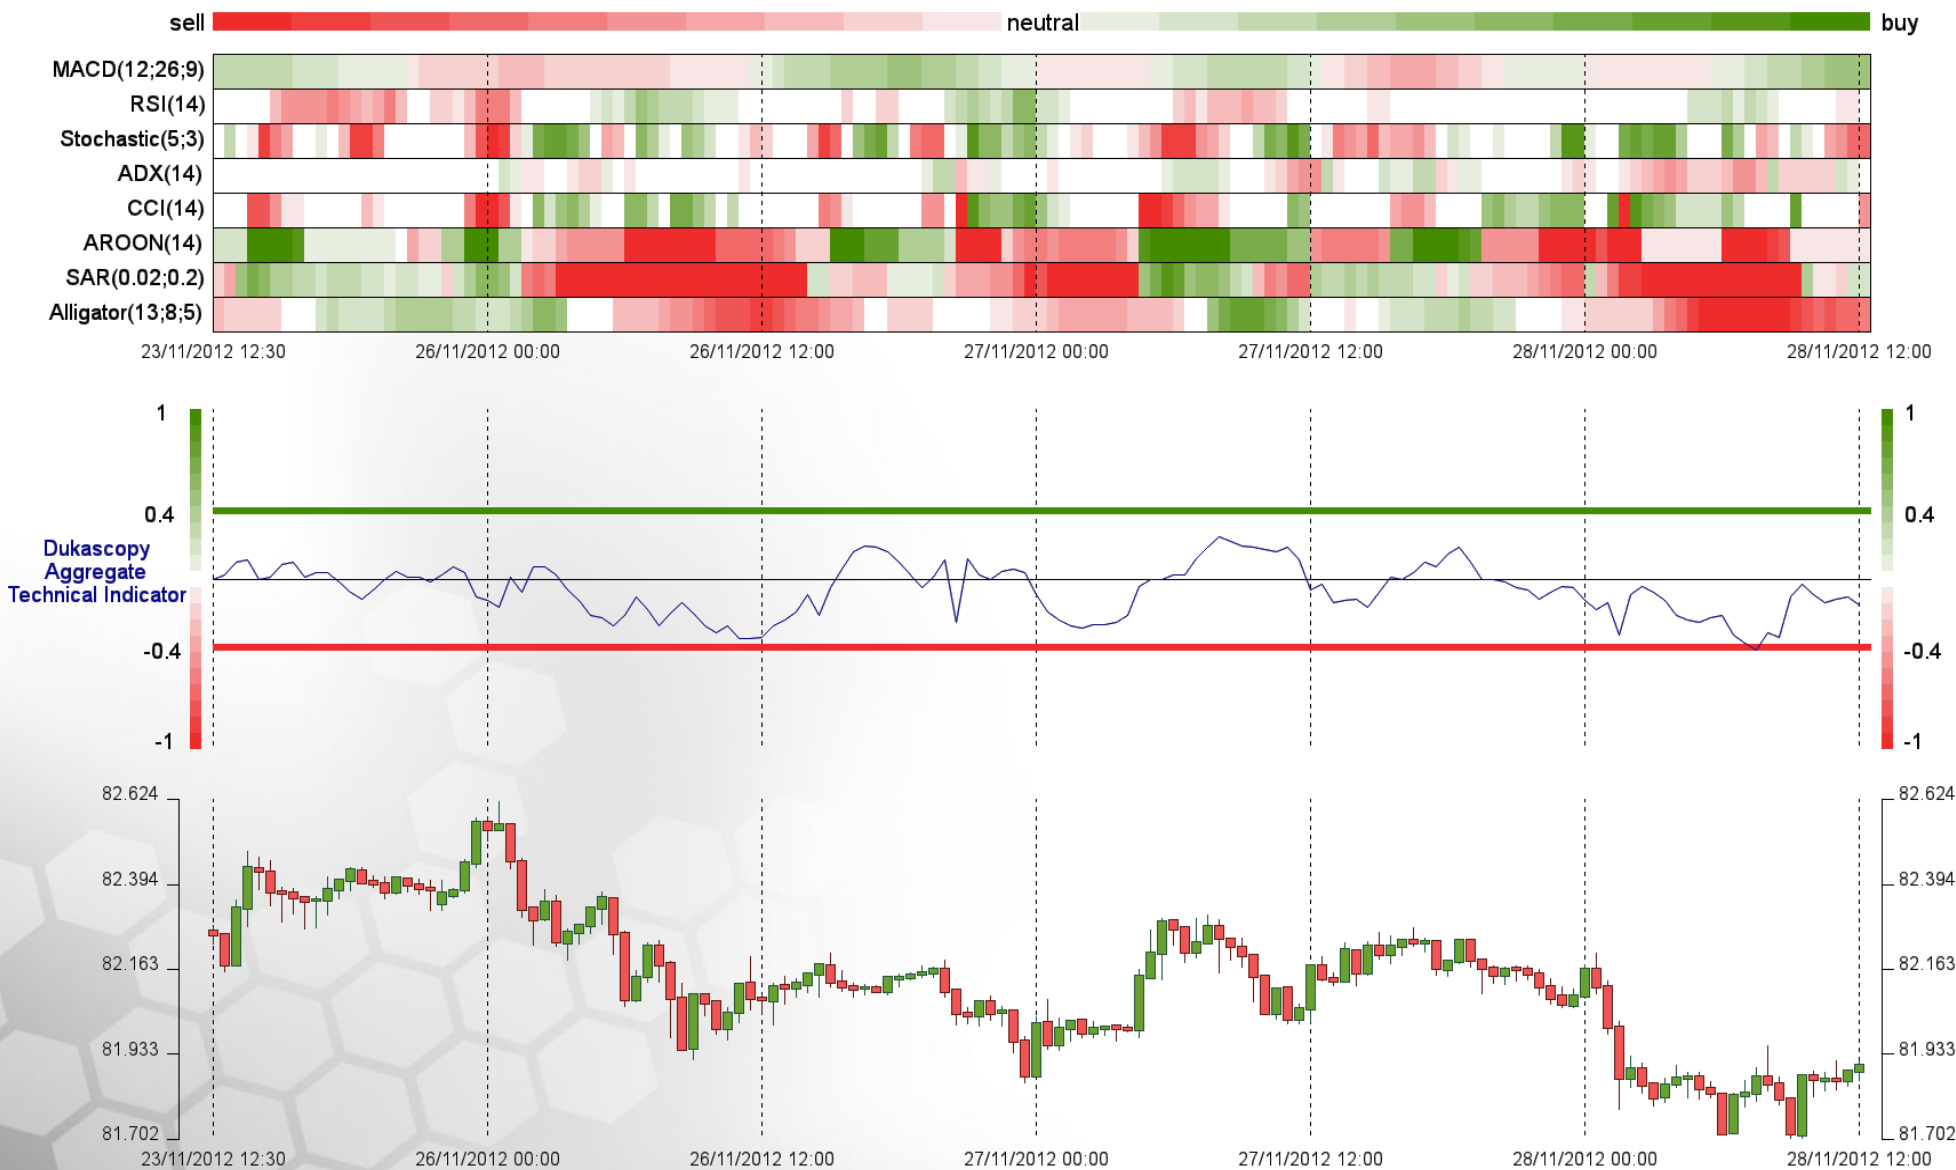 sell neutral buy
MACD(12;26;9)
RSI(14)
Stochastic(5;3)
ADX(14)
CCI(14)
AROON(14)
SAR(0.02;0.2)
Alligator(13;8;5)
23/11/2012 12:30 26/11/2012 00:00 26/11/2012 12:00 27/11/2012 00:00 27/11/2012 12:00 28/11/2012 00:00 28/11/2012 12:00
1 1
0.4 0.4
Dukascopy
Aggregate
Technical Indicator
-0.4 -0.4
-1 -1
82.624 82.624
82.394 82.394
82.163 82.163
81.933 81.933
81.702 81.702
23/11/2012 12:30 26/11/2012 00:00 26/11/2012 12:00 27/11/2012 00:00 27/11/2012 12:00 28/11/2012 00:00 28/11/2012 12:00